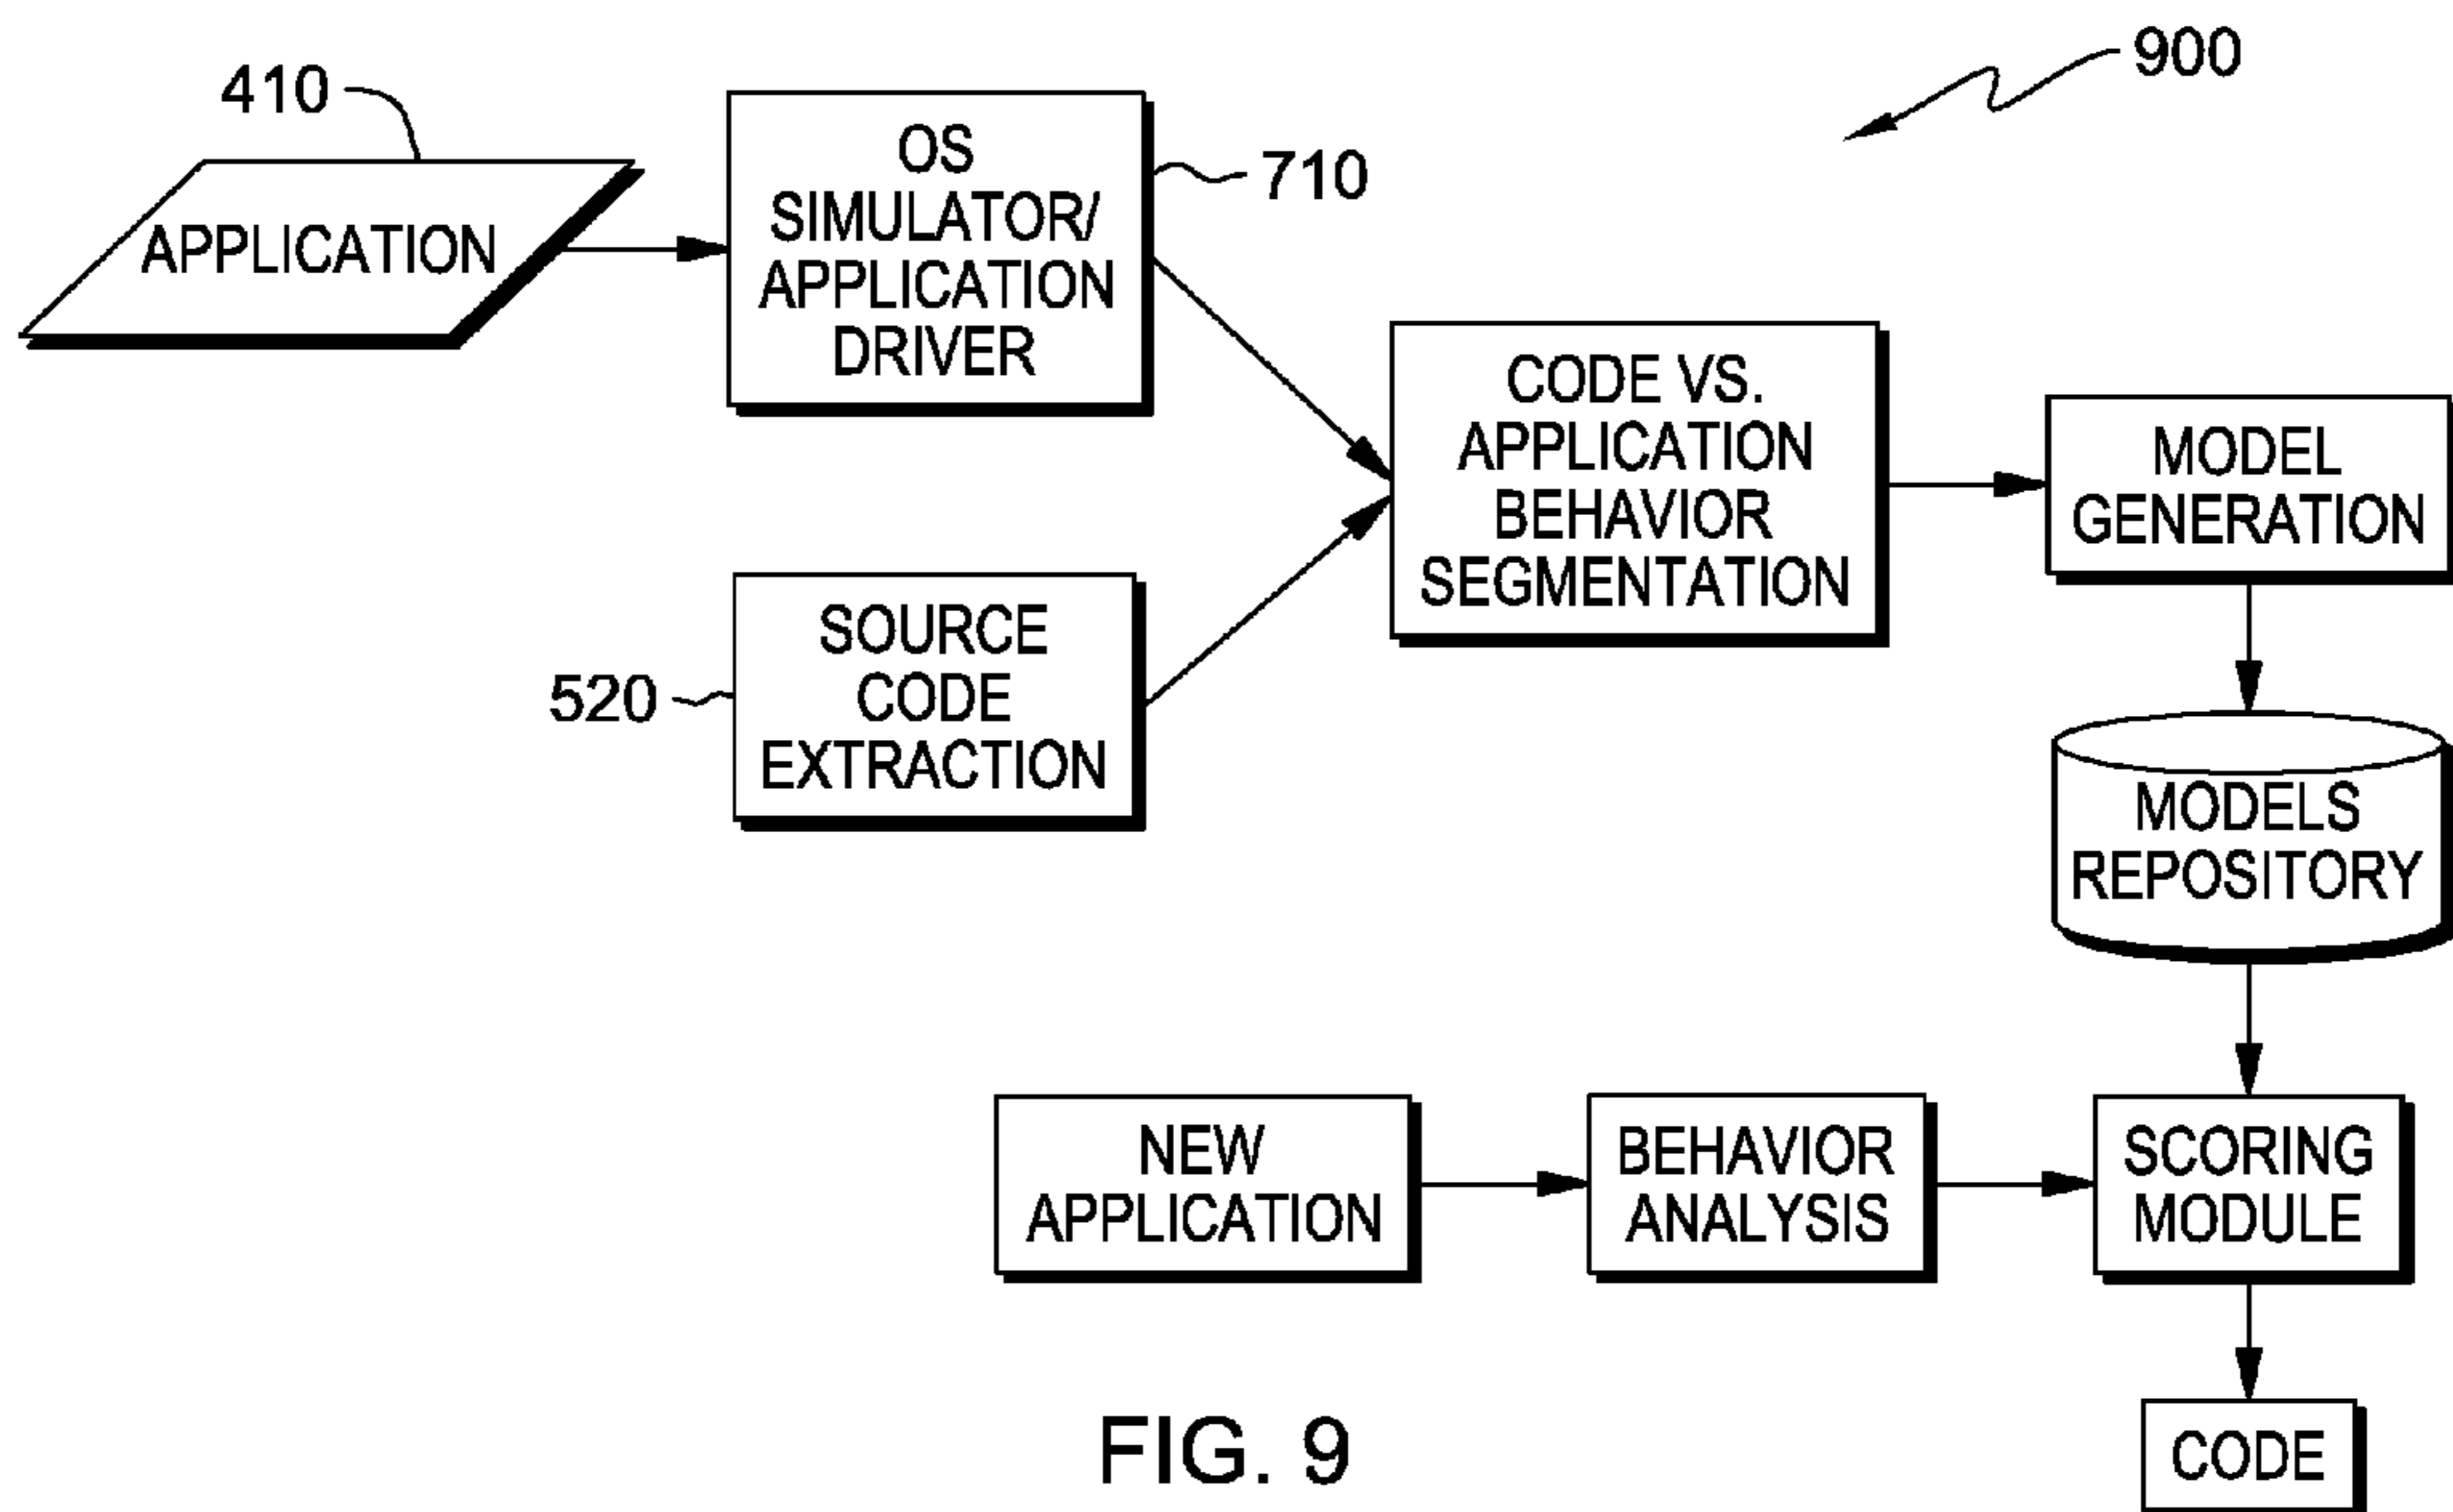 900
410
APPLICATION
OS
SIMULATOR/
APPLICATION
DRIVER
710
CODE VS.
APPLICATION
BEHAVIOR
SEGMENTATION
MODEL
GENERATION
520
SOURCE
CODE
EXTRACTION
MODELS
REPOSITORY
NEW
APPLICATION
BEHAVIOR
ANALYSIS
SCORING
MODULE
CODE
FIG. 9